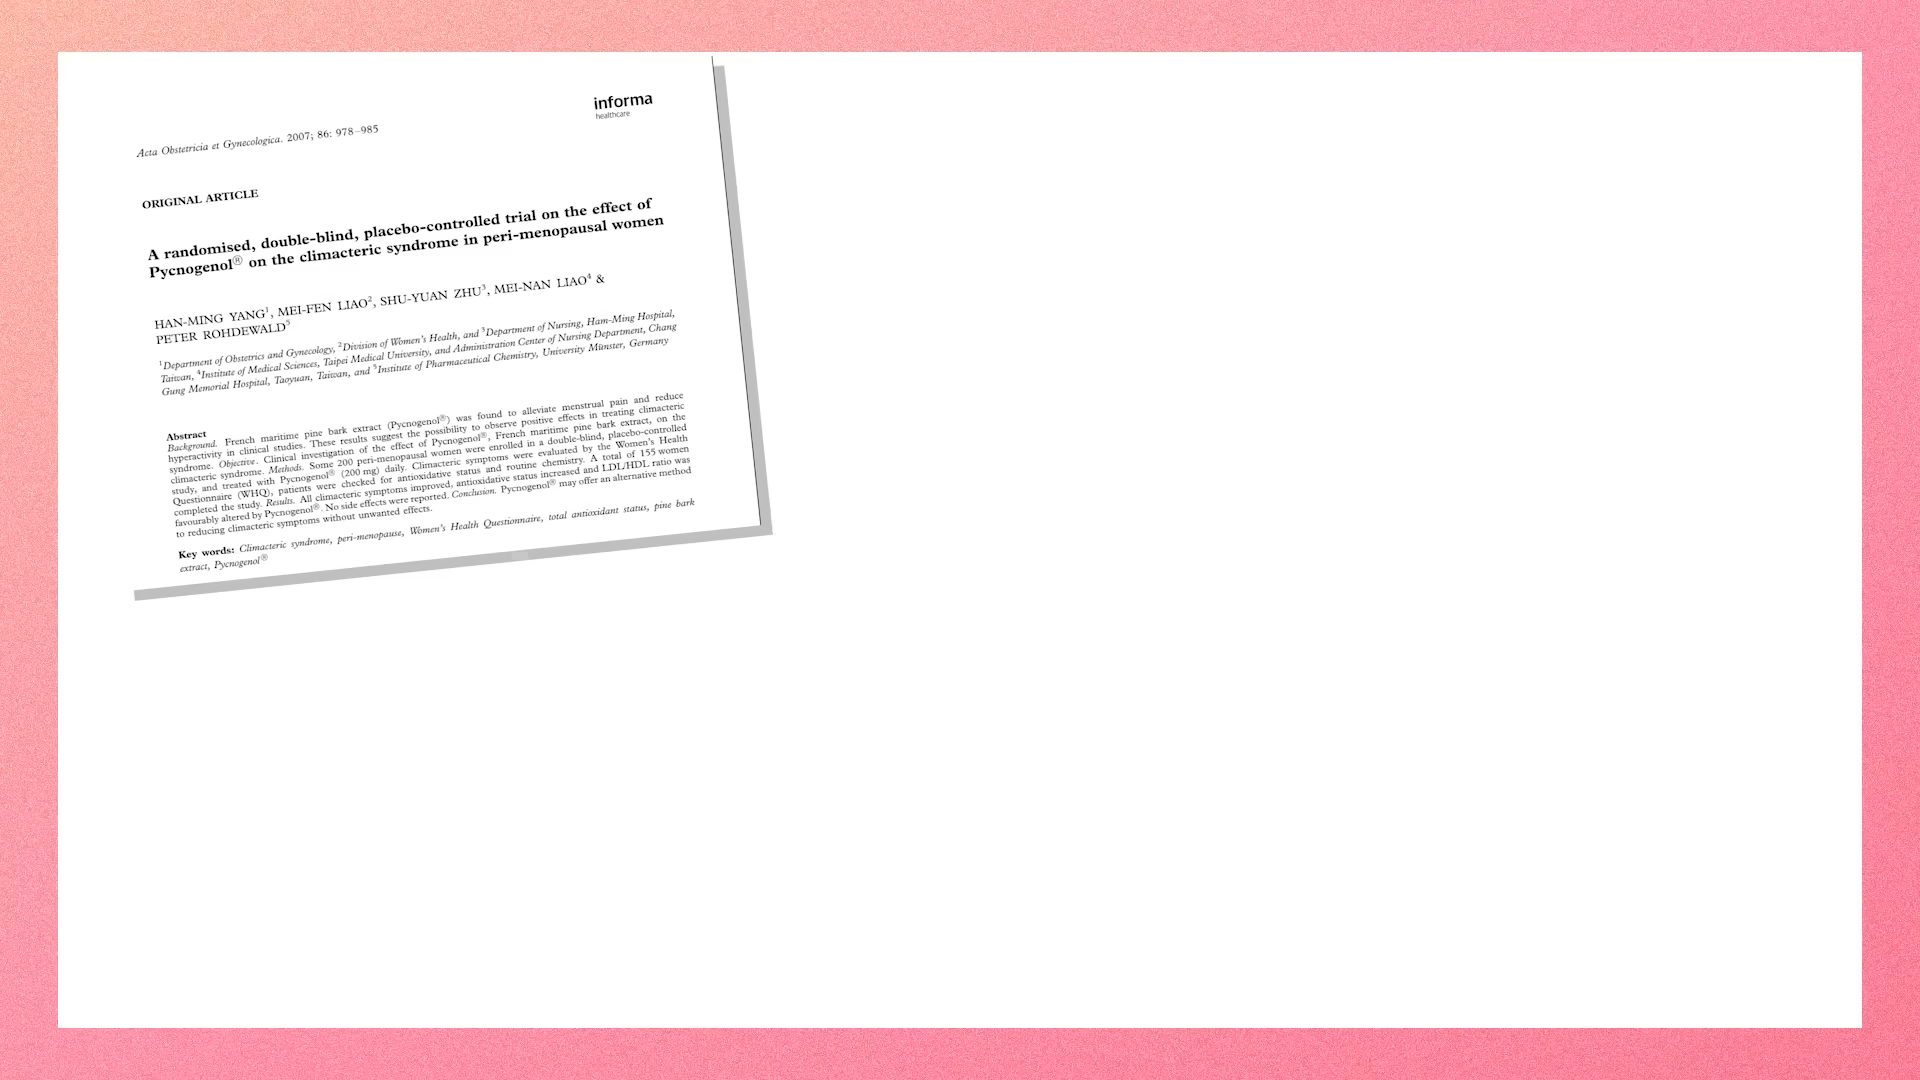 informa
healthcare
Acta Obstetricia et Gynecologica. 2007; 86: 978–985
ORIGINAL ARTICLE
A randomised, double-blind, placebo-controlled trial on the effect of
Pycnogenol® on the climacteric syndrome in peri-menopausal women
HAN-MING YANG¹, MEI-FEN LIAO², SHU-YUAN ZHU³, MEI-NAN LIAO⁴ &
PETER ROHDEWALD⁵
¹Department of Obstetrics and Gynecology, ²Division of Women's Health, and ³Department of Nursing, Ham-Ming Hospital,
Taiwan, ⁴Institute of Medical Sciences, Taipei Medical University, and Administration Center of Nursing Department, Chang
Gung Memorial Hospital, Taoyuan, Taiwan, and ⁵Institute of Pharmaceutical Chemistry, University Münster, Germany
Abstract
Background. French maritime pine bark extract (Pycnogenol®) was found to alleviate menstrual pain and reduce
hyperactivity in clinical studies. These results suggest the possibility to observe positive effects in treating climacteric
syndrome. Objective. Clinical investigation of the effect of Pycnogenol®, French maritime pine bark extract, on the
climacteric syndrome. Methods. Some 200 peri-menopausal women were enrolled in a double-blind, placebo-controlled
study, and treated with Pycnogenol® (200 mg) daily. Climacteric symptoms were evaluated by the Women's Health
Questionnaire (WHQ), patients were checked for antioxidative status and routine chemistry. A total of 155 women
completed the study. Results. All climacteric symptoms improved, antioxidative status increased and LDL/HDL ratio was
favourably altered by Pycnogenol®. No side effects were reported. Conclusion. Pycnogenol® may offer an alternative method
to reducing climacteric symptoms without unwanted effects.
Key words: Climacteric syndrome, peri-menopause, Women's Health Questionnaire, total antioxidant status, pine bark
extract, Pycnogenol®